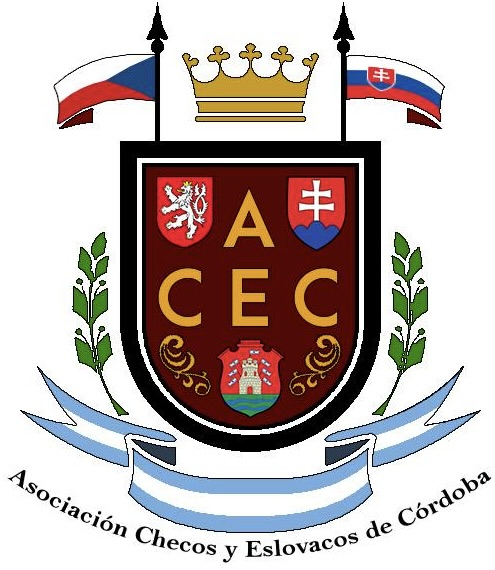 A
CEC
Asociación Checos y Eslovacos de Córdoba